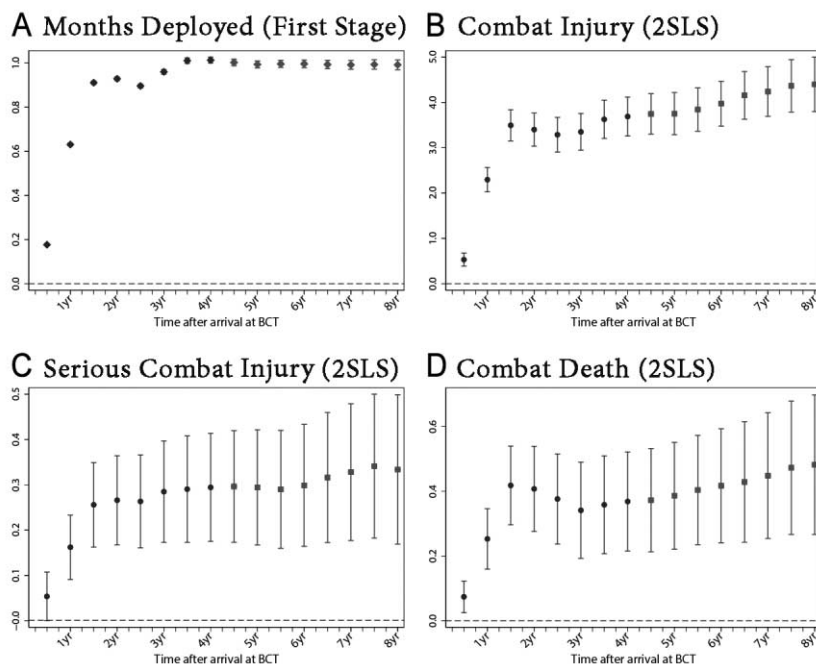 A Months Deployed (First Stage)
1.0
0.8
0.6
0.4
0.2
0.0
1yr 2yr 3yr 4yr 5yr 6yr 7yr 8yr
Time after arrival at BCT
B Combat Injury (2SLS)
5.0
4.0
3.0
2.0
1.0
0.0
1yr 2yr 3yr 4yr 5yr 6yr 7yr 8yr
Time after arrival at BCT
C Serious Combat Injury (2SLS)
0.5
0.4
0.3
0.2
0.1
-0.0
1yr 2yr 3yr 4yr 5yr 6yr 7yr 8yr
Time after arrival at BCT
D Combat Death (2SLS)
0.6
0.4
0.2
0.0
1yr 2yr 3yr 4yr 5yr 6yr 7yr 8yr
Time after arrival at BCT